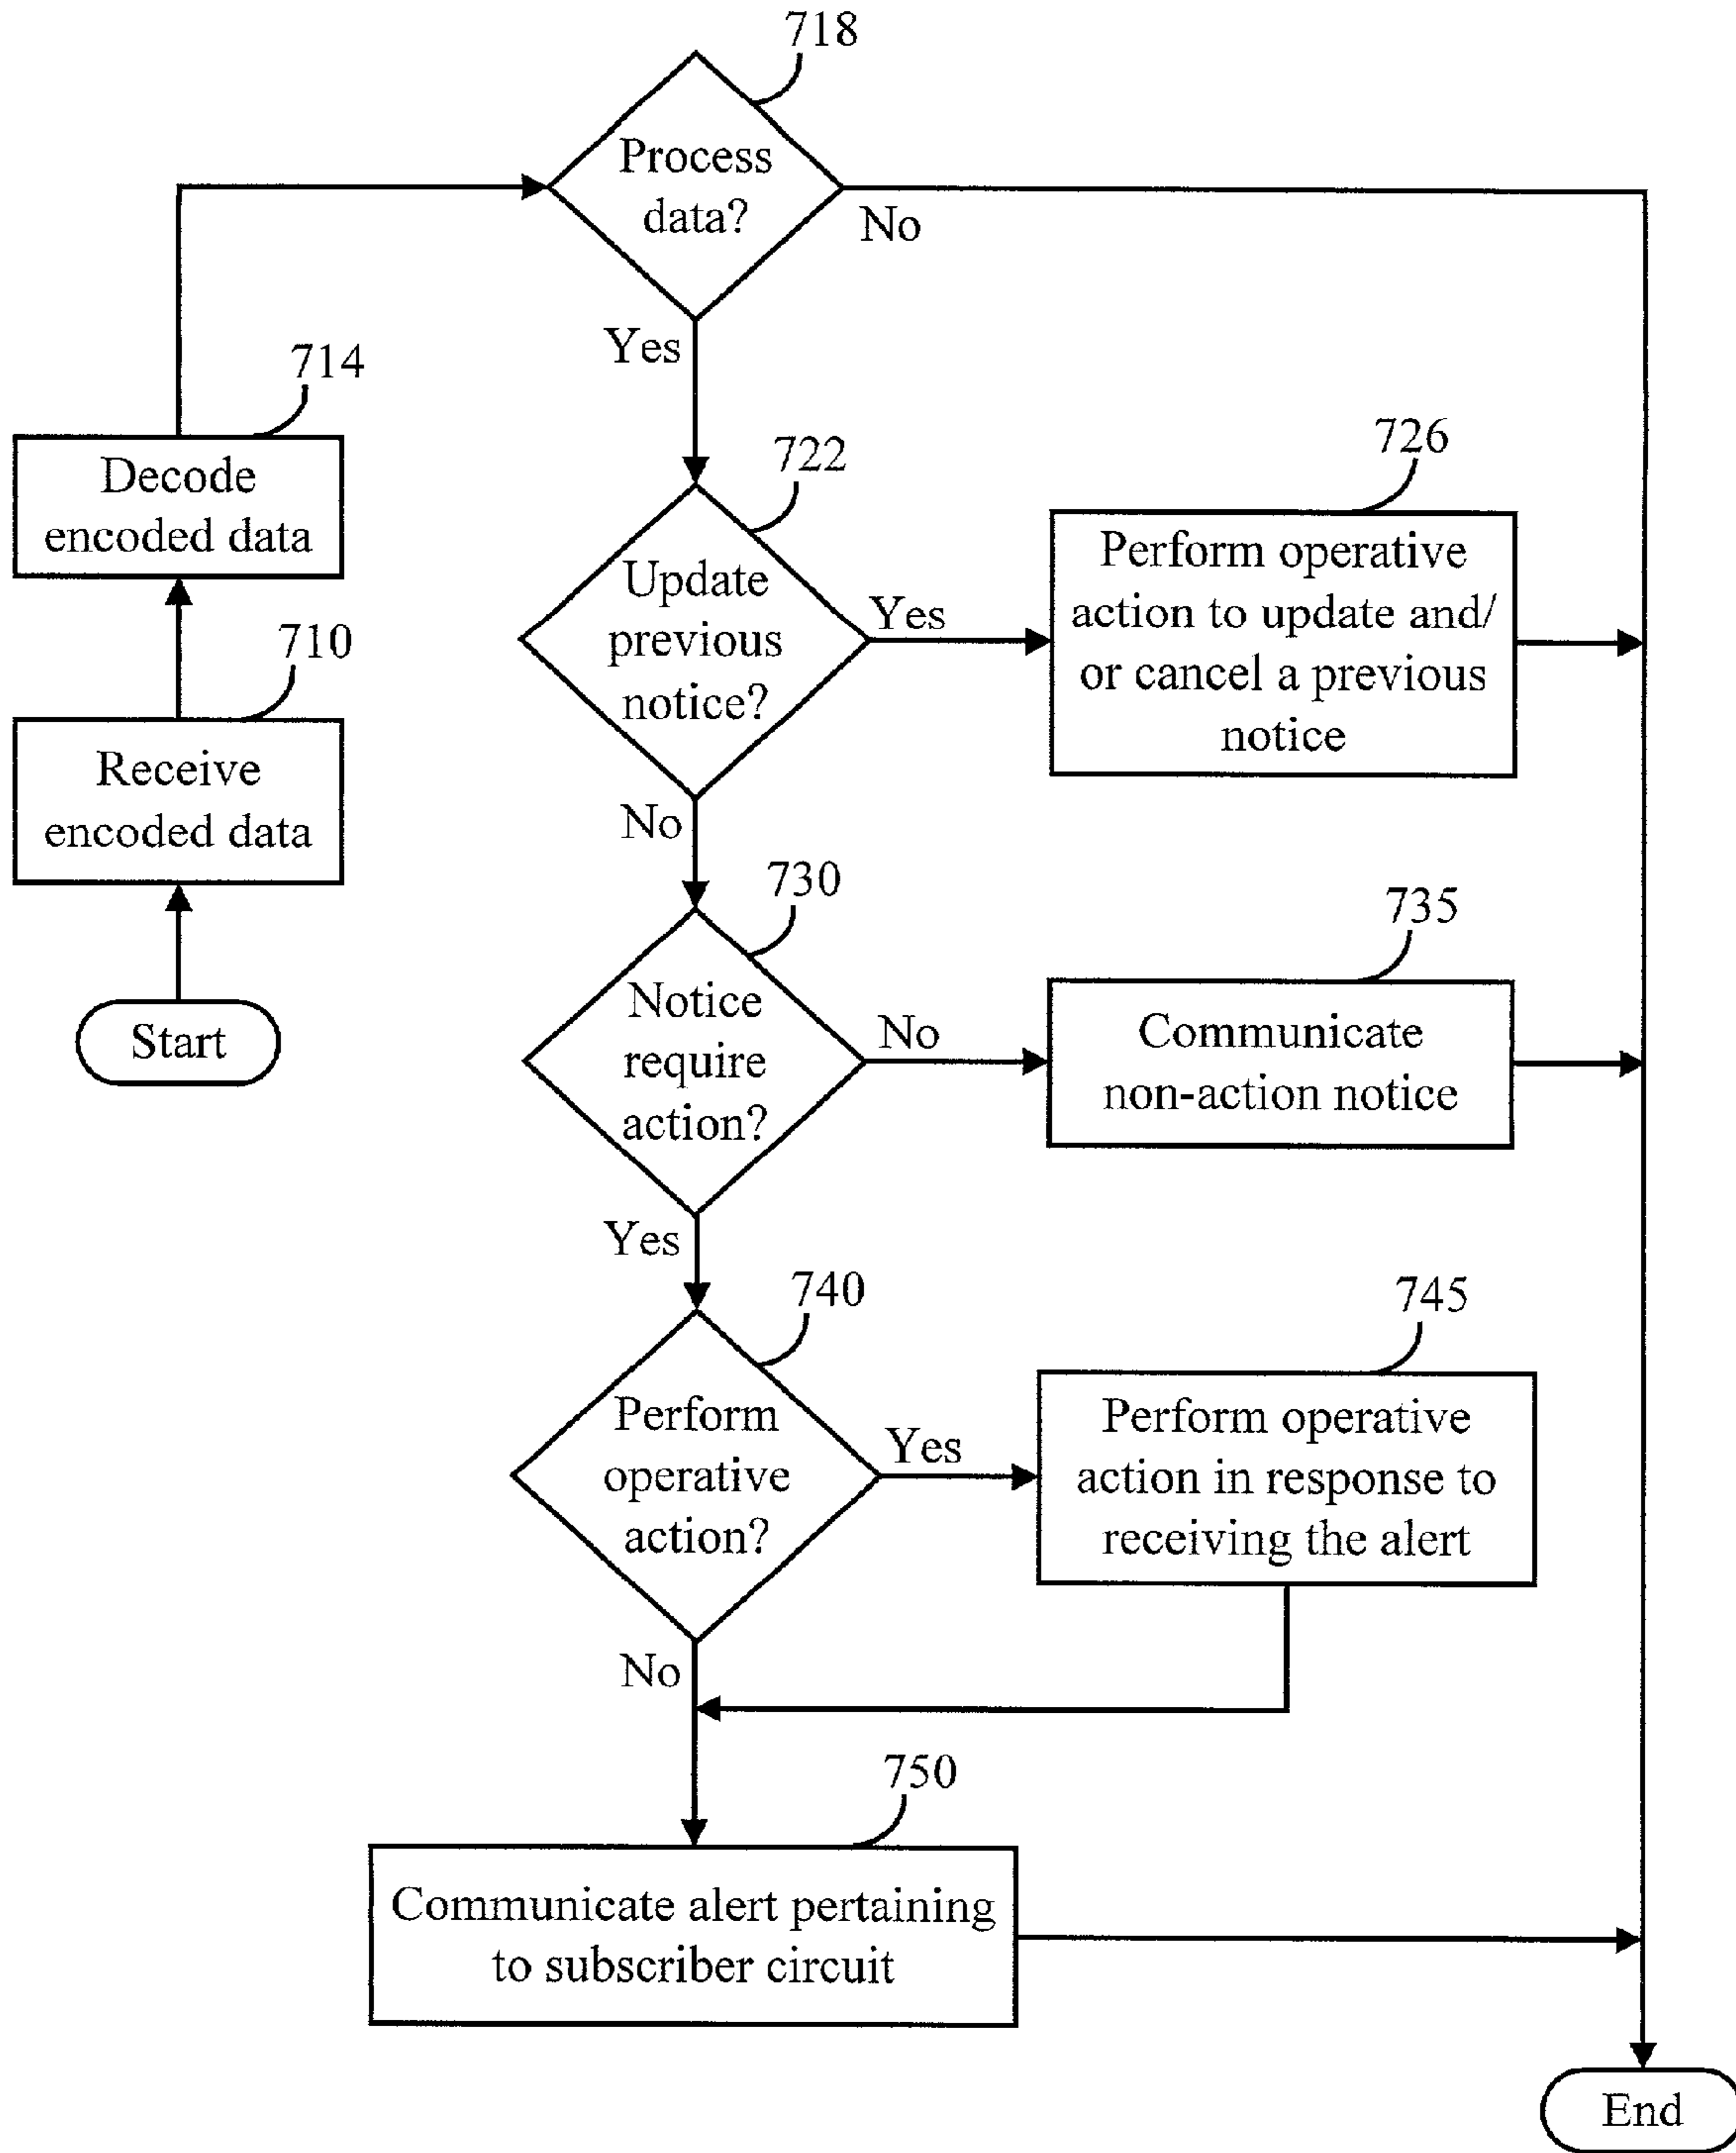 718
Process
data?
No
Yes
714
Decode
encoded data
710
Receive
encoded data
Start
722
Update
previous
notice?
Yes
No
726
Perform operative
action to update and/
or cancel a previous
notice
730
Notice
require
action?
No
Yes
735
Communicate
non-action notice
740
Perform
operative
action?
Yes
No
745
Perform operative
action in response to
receiving the alert
750
Communicate alert pertaining
to subscriber circuit
End